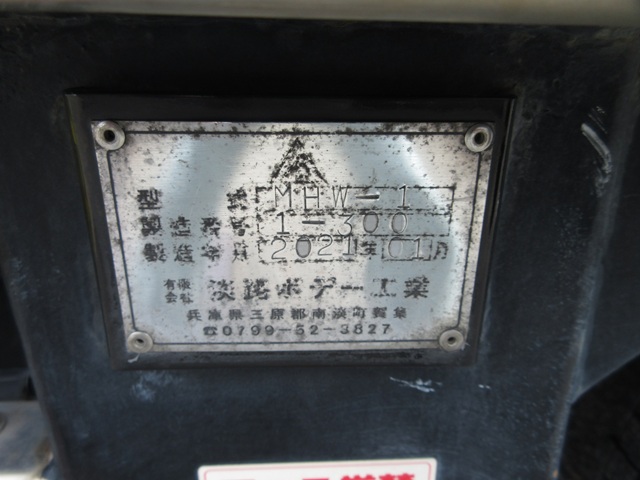 型式 MHW-1
製造番号 1-300
製造年月 2021年01月
有限会社 淡路ボデー工業
兵庫県三原郡南淡町賀集
☎0799-52-3827